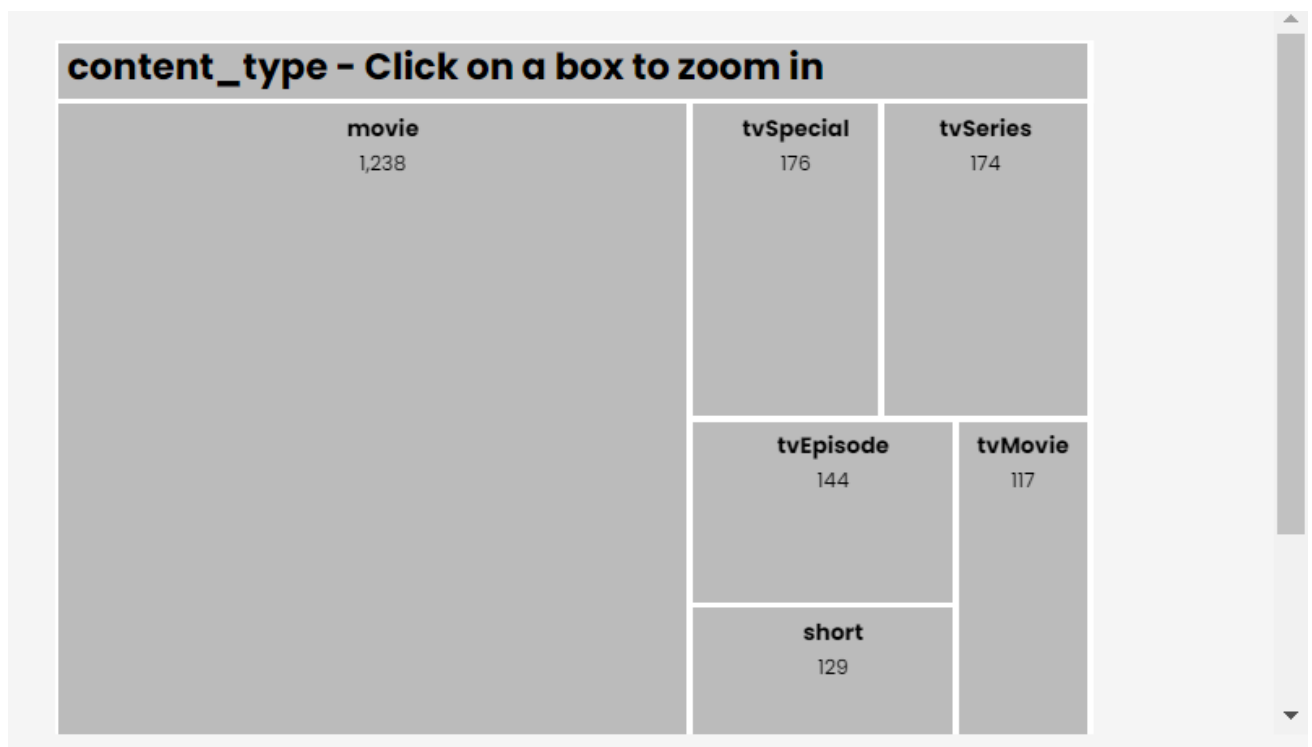 content_type - Click on a box to zoom in
movie
1,238
tvSpecial
176
tvSeries
174
tvEpisode
144
tvMovie
117
short
129